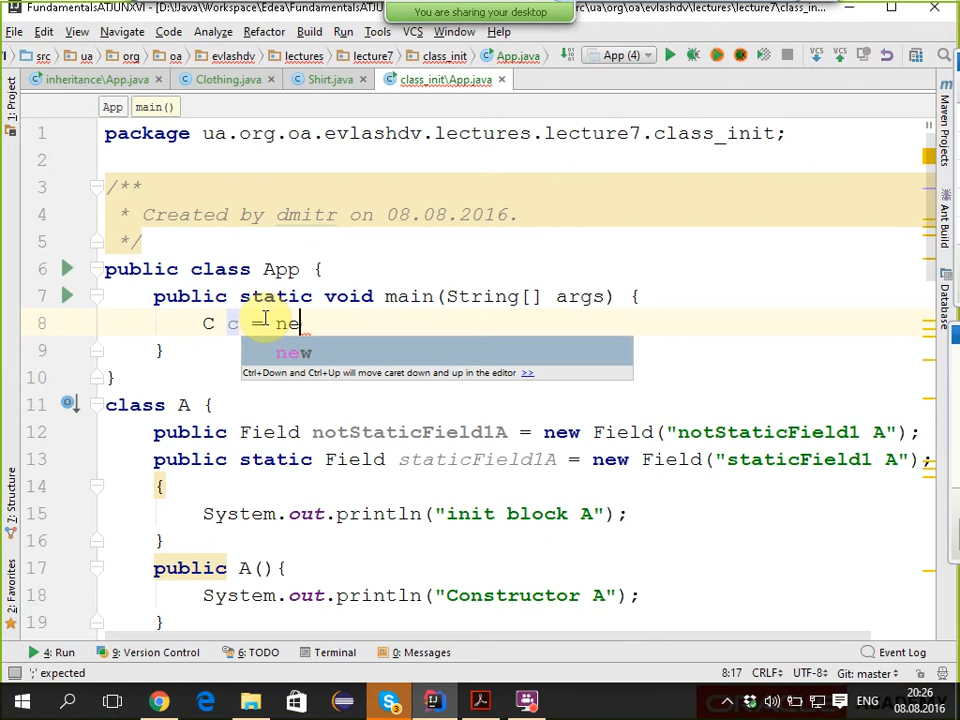 FundamentalsATJUNXVI - [D:\!Java\Workspace\Edea\FundamentalsATJUNXVI] - ...\src\ua\org\oa\evlashdv\lectures\lecture7\class_in...
You are sharing your desktop
File Edit View Navigate Code Analyze Refactor Build Run Tools VCS Window Help
src ua org oa evlashdv lectures lecture7 class_init App.java App (4) VCS VCS
inheritance\App.java × Clothing.java × Shirt.java × class_init\App.java ×
1: Project
App main()
1 package ua.org.oa.evlashdv.lectures.lecture7.class_init;
2
3 /**
4 * Created by dmitr on 08.08.2016.
5 */
6 public class App {
7 public static void main(String[] args) {
8 C c = ne
new
9 }
Ctrl+Down and Ctrl+Up will move caret down and up in the editor >>
10 }
11 class A {
12 public Field notStaticField1A = new Field("notStaticField1 A");
13 public static Field staticField1A = new Field("staticField1 A");
14 {
15 System.out.println("init block A");
16 }
17 public A(){
18 System.out.println("Constructor A");
19 }
7: Structure
2: Favorites
Maven Projects
Ant Build
Database
4: Run 9: Version Control 6: TODO Terminal 0: Messages Event Log
';' expected 8:17 CRLF÷ UTF-8÷ Git: master÷
ENG 20:26
08.08.2016